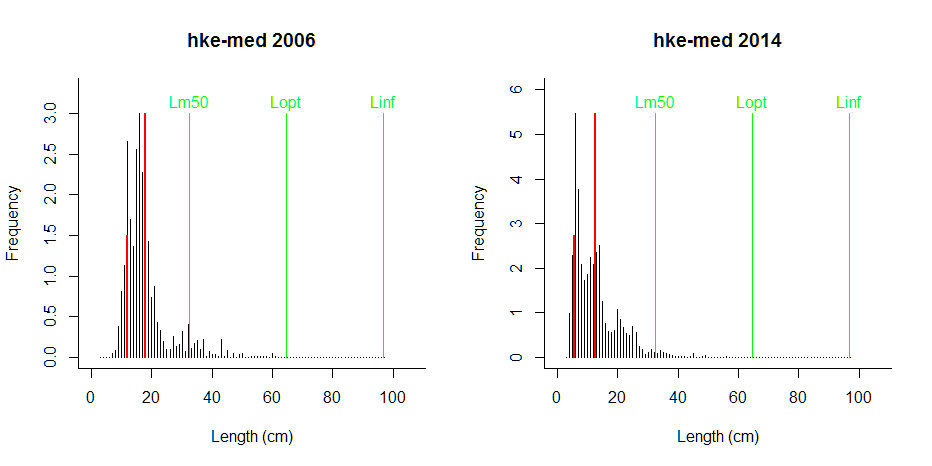 hke-med 2006
Lm50 Lopt Linf
3.0
2.5
2.0
1.5
1.0
0.5
0.0
Frequency
0 20 40 60 80 100
Length (cm)
hke-med 2014
Lm50 Lopt Linf
6
5
4
3
2
1
0
Frequency
0 20 40 60 80 100
Length (cm)